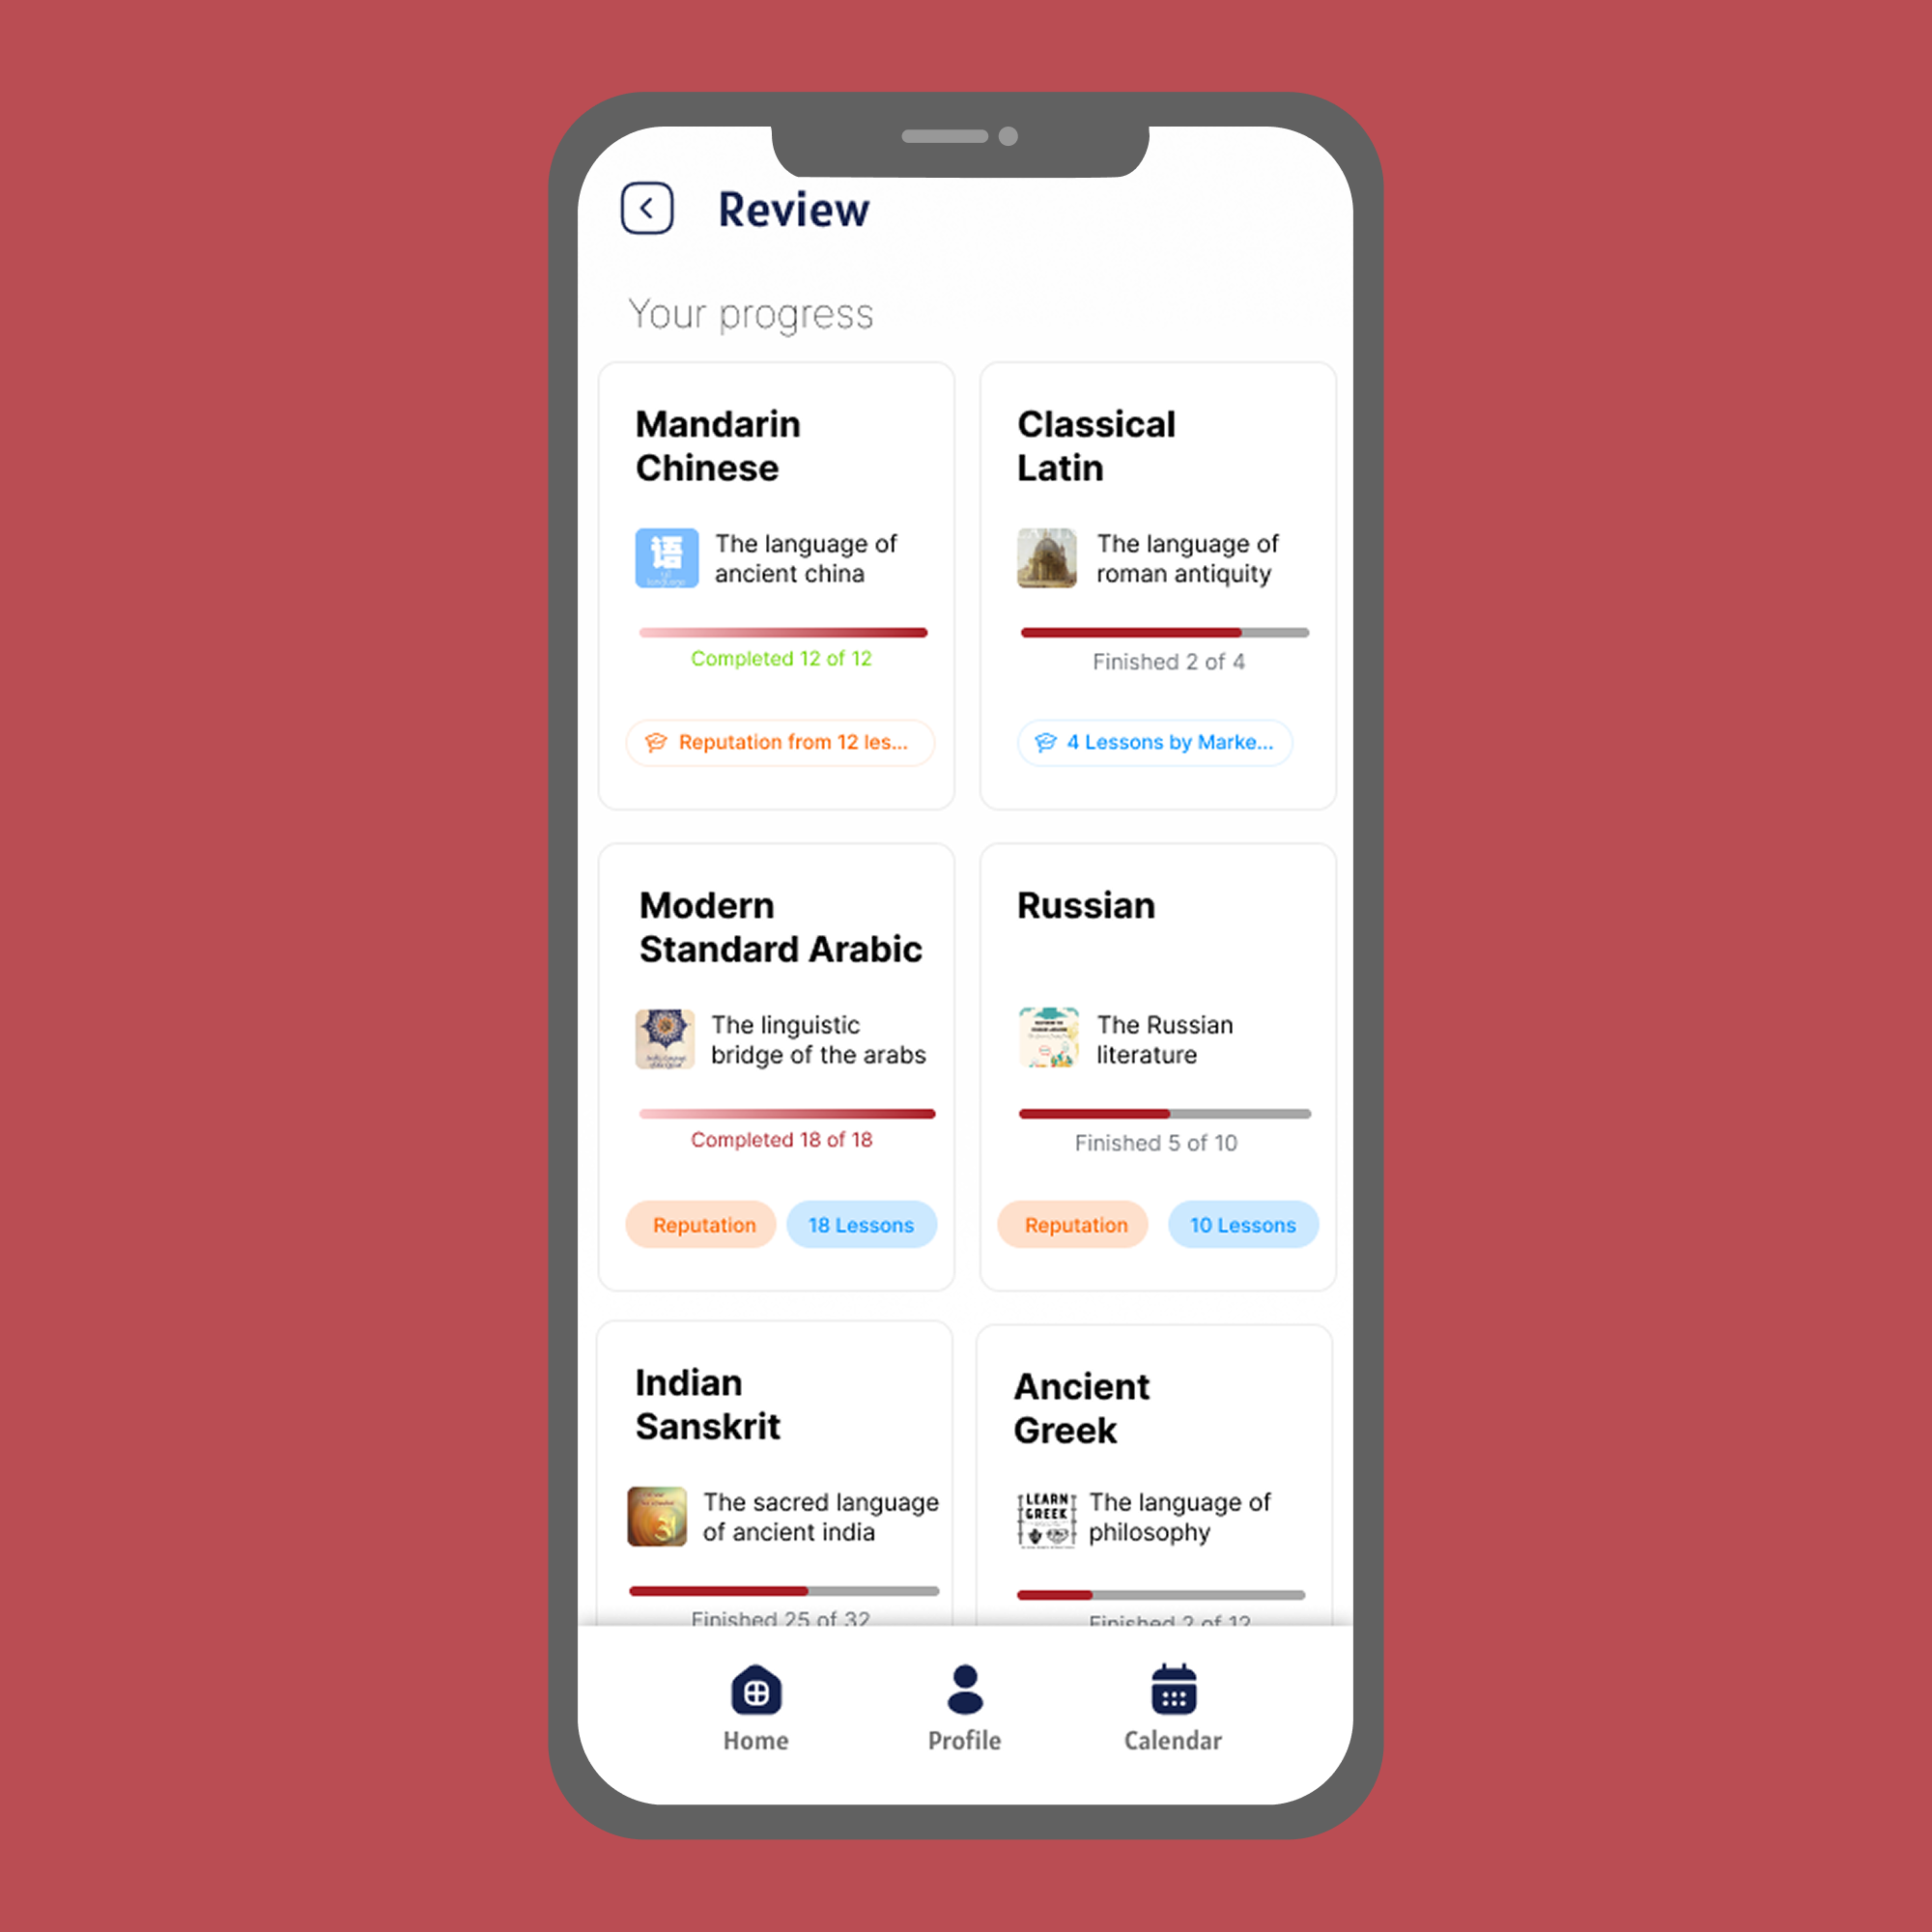 Review
Your progress
Mandarin
Chinese
语
language
The language of
ancient china
Completed 12 of 12
Reputation from 12 les...
Classical
Latin
The language of
roman antiquity
Finished 2 of 4
4 Lessons by Marke...
Modern
Standard Arabic
The linguistic
bridge of the arabs
Completed 18 of 18
Reputation
18 Lessons
Russian
The Russian
literature
Finished 5 of 10
Reputation
10 Lessons
Indian
Sanskrit
The sacred language
of ancient india
Finished 25 of 32
Ancient
Greek
LEARN
GREEK
The language of
philosophy
Finished 2 of 12
Home
Profile
Calendar